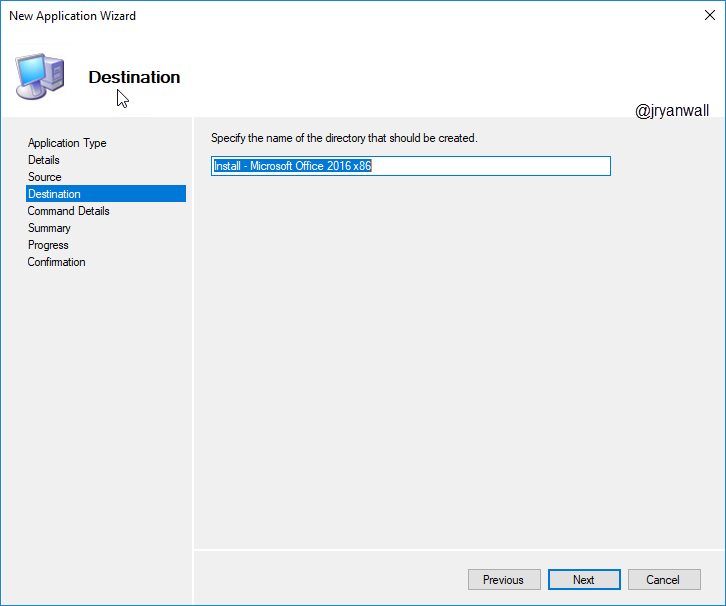 New Application Wizard
Destination
@jryanwall
Application Type
Details
Source
Destination
Command Details
Summary
Progress
Confirmation
Specify the name of the directory that should be created.
Install - Microsoft Office 2016 x86
Previous
Next
Cancel